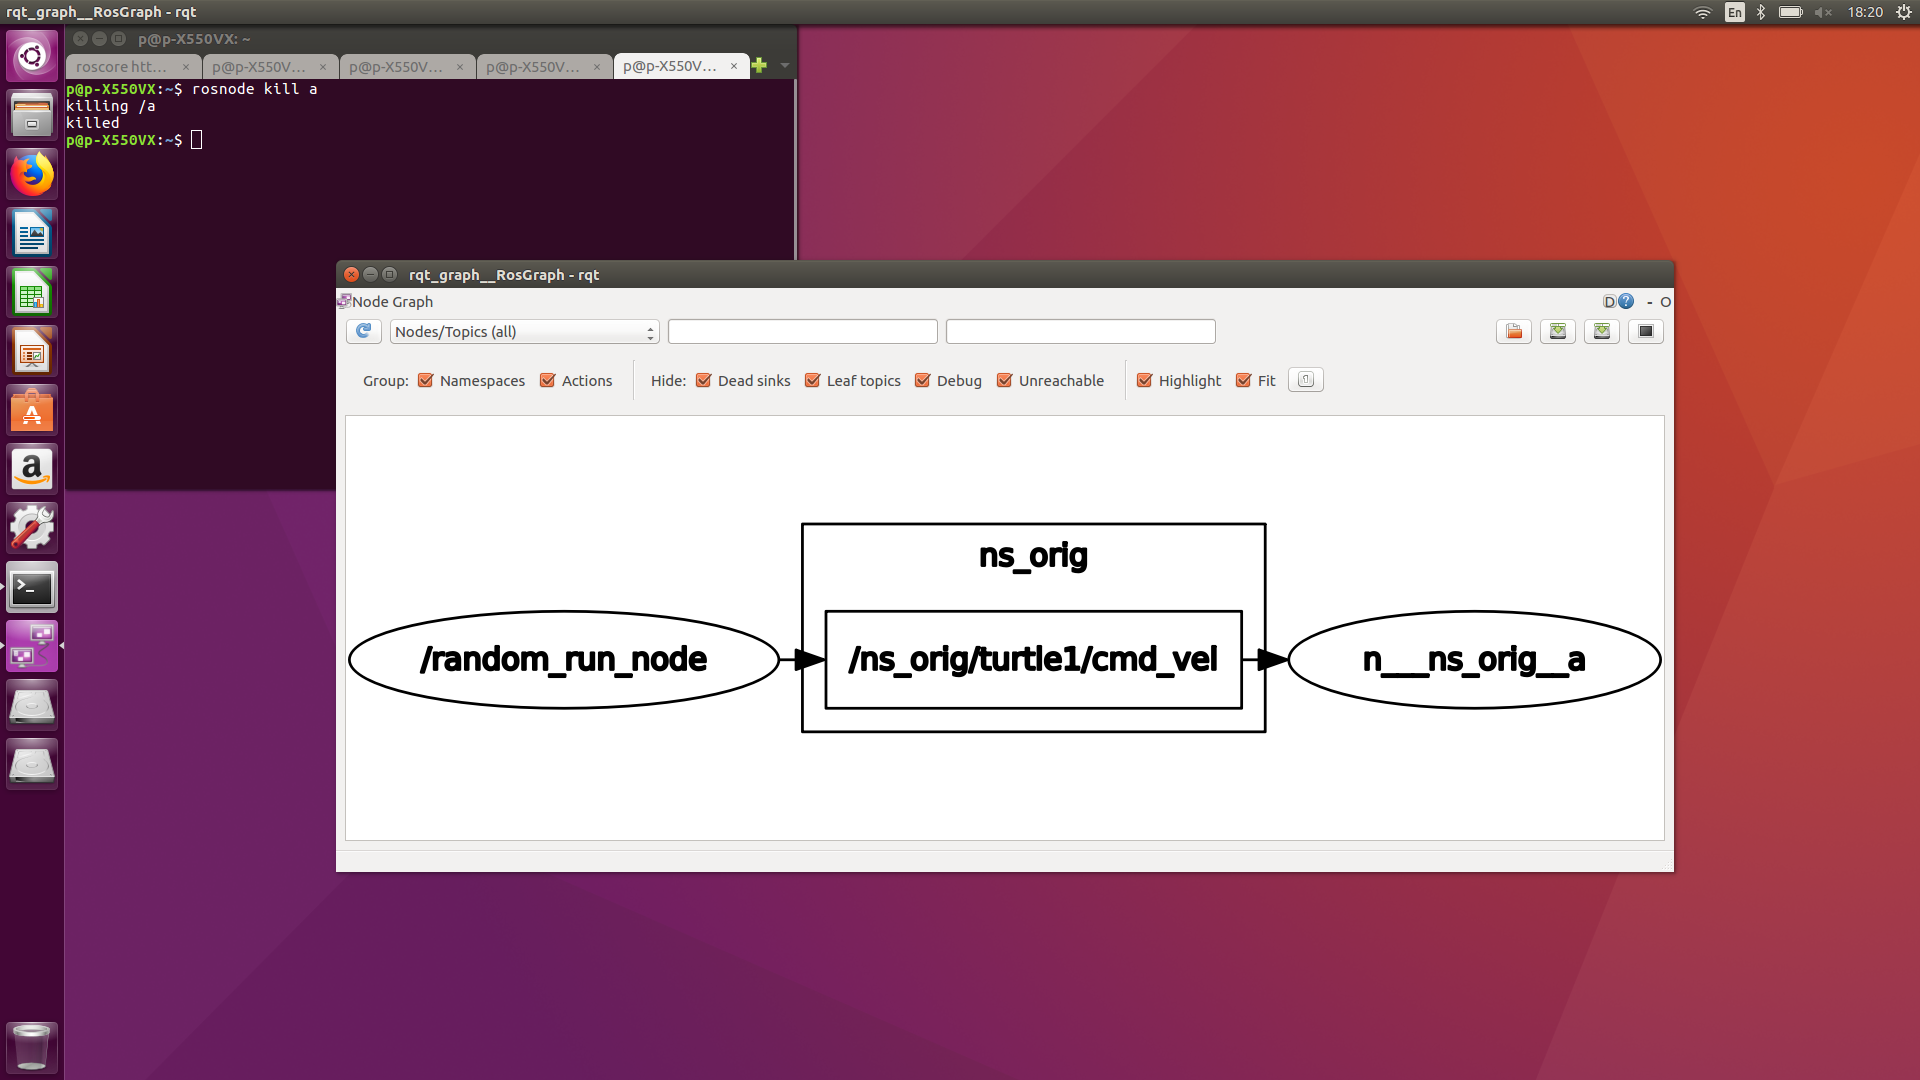 rqt_graph__RosGraph - rqt
En
18:20
p@p-X550VX: ~
roscore htt...
p@p-X550V...
p@p-X550V...
p@p-X550V...
p@p-X550V...
p@p-X550VX:~$ rosnode kill a
killing /a
killed
p@p-X550VX:~$
rqt_graph__RosGraph - rqt
Node Graph
D ? - O
Nodes/Topics (all)
Group: Namespaces Actions Hide: Dead sinks Leaf topics Debug Unreachable Highlight Fit
ns_orig
/random_run_node
/ns_orig/turtle1/cmd_vel
n___ns_orig__a